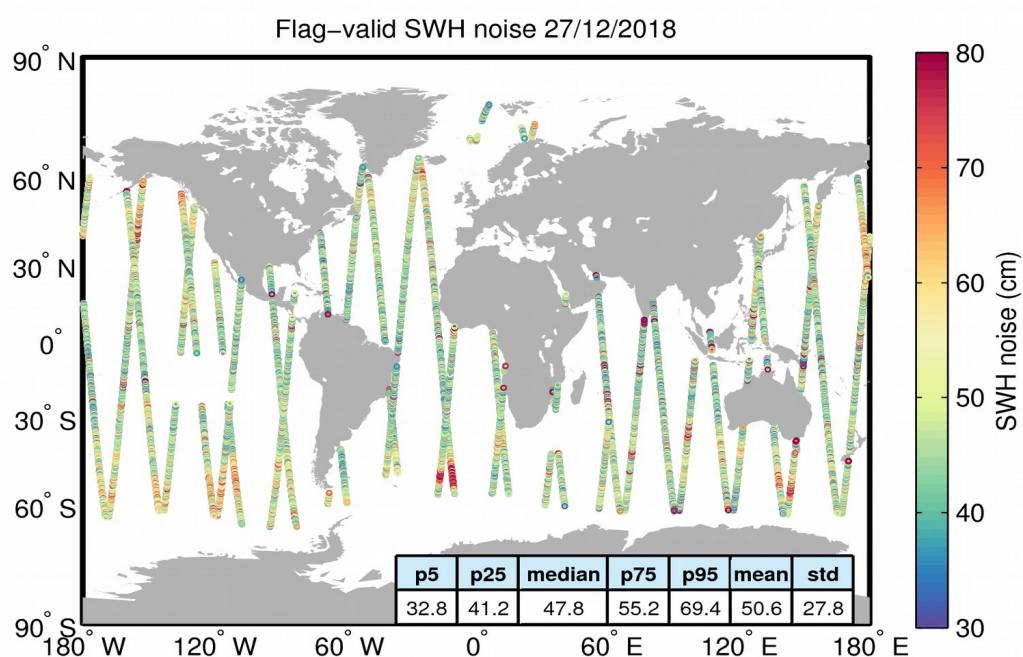 Flag–valid SWH noise 27/12/2018
90° N
60° N
30° N
0°
30° S
60° S
90° S
180° W
120° W
60° W
0°
60° E
120° E
180° E
p5 p25 median p75 p95 mean std
32.8 41.2 47.8 55.2 69.4 50.6 27.8
80
70
60
50
40
30
SWH noise (cm)